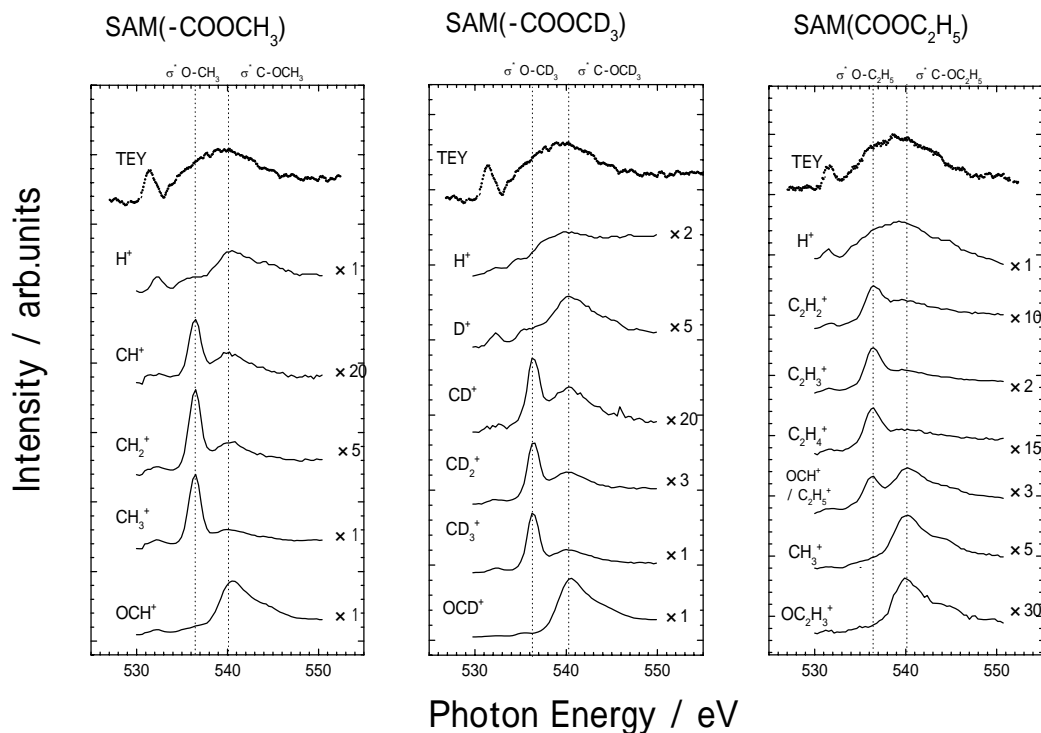 SAM(-COOCH₃)
SAM(-COOCD₃)
SAM(COOC₂H₅)
σ* O-CH₃ σ* C-OCH₃
σ* O-CD₃ σ* C-OCD₃
σ* O-C₂H₅ σ* C-OC₂H₅
Intensity / arb.units
TEY
H⁺
×1
CH⁺
×20
CH₂⁺
×5
CH₃⁺
×1
OCH⁺
×1
530 540 550
TEY
×2
H⁺
D⁺
×5
CD⁺
×20
CD₂⁺
×3
CD₃⁺
×1
OCD⁺
×1
530 540 550
TEY
H⁺
×1
C₂H₂⁺
×10
C₂H₃⁺
×2
C₂H₄⁺
×15
OCH⁺
/ C₂H₅⁺
×3
CH₃⁺
×5
OC₂H₃⁺
×30
530 540 550
Photon Energy / eV